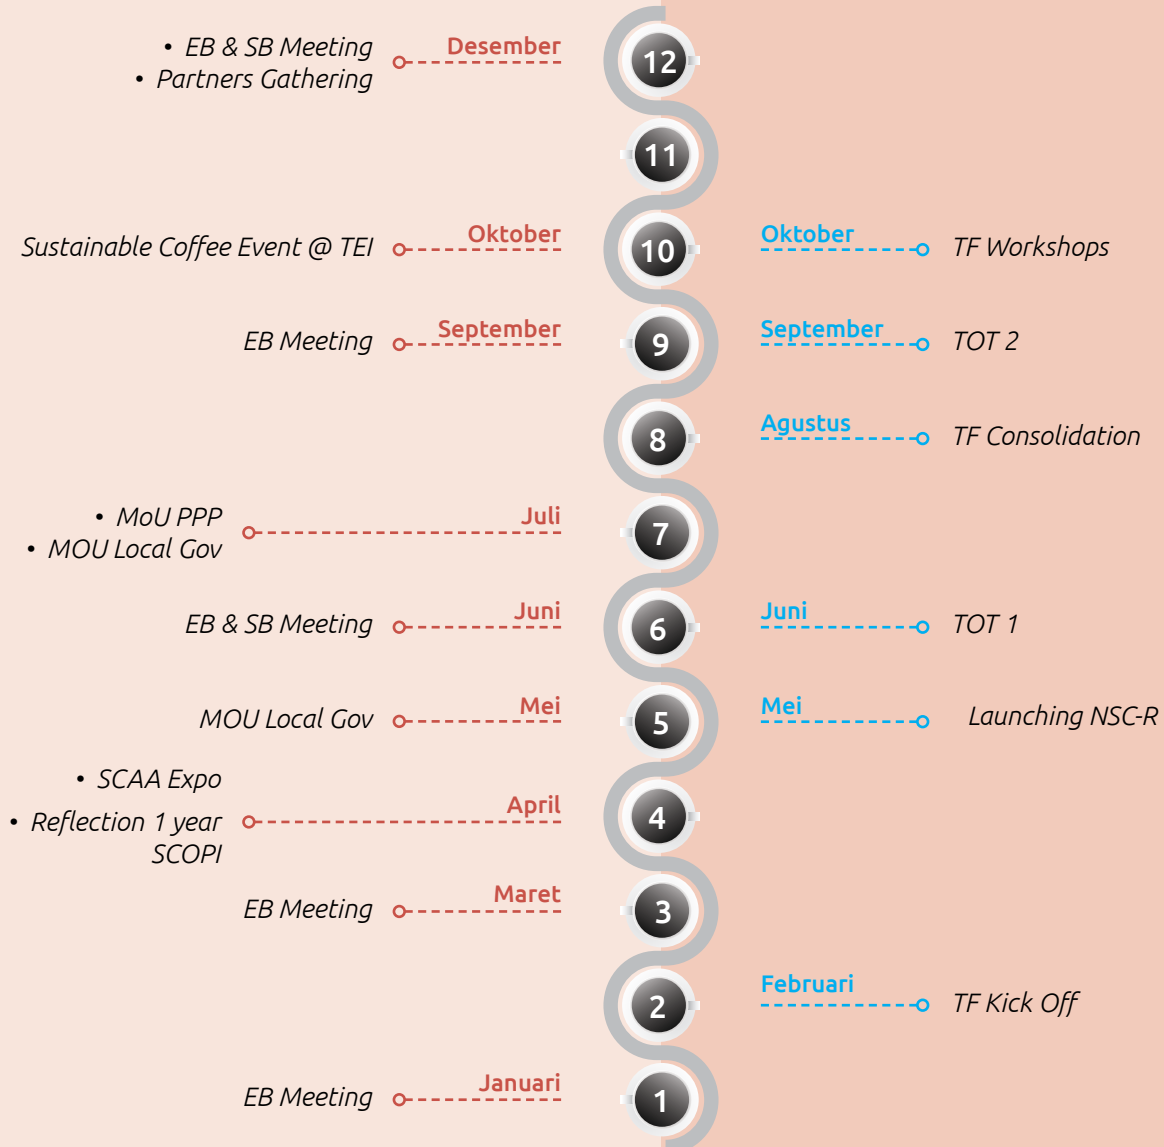 • EB & SB Meeting
• Partners Gathering
Desember
12
11
Sustainable Coffee Event @ TEI
Oktober
10
Oktober
TF Workshops
EB Meeting
September
9
September
TOT 2
8
Agustus
TF Consolidation
• MoU PPP
• MOU Local Gov
Juli
7
EB & SB Meeting
Juni
6
Juni
TOT 1
MOU Local Gov
Mei
5
Mei
Launching NSC-R
• SCAA Expo
• Reflection 1 year
SCOPI
April
4
EB Meeting
Maret
3
2
Februari
TF Kick Off
EB Meeting
Januari
1